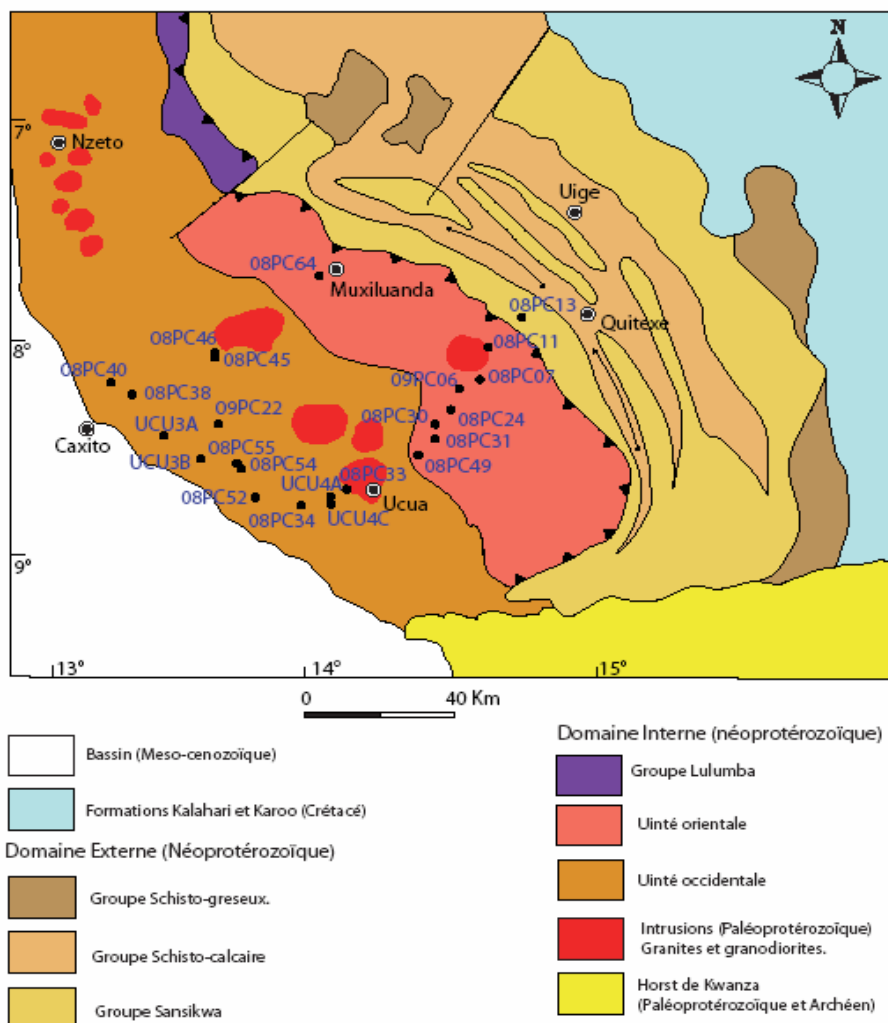 N
7°
Nzeto
Uige
08PC64
Muxiluanda
08PC13
Quitexe
8°
08PC46
08PC45
08PC11
08PC40
08PC38
09PC06
08PC07
09PC22
08PC30
08PC24
UCU3A
Caxito
08PC31
08PC55
UCU3B
08PC54
08PC33
08PC49
UCU4A
08PC52
Ucua
08PC34
UCU4C
9°
13°
14°
15°
0
40 Km
Bassin (Meso-cenozoïque)
Formations Kalahari et Karoo (Crétacé)
Domaine Externe (Néoprotérozoïque)
Groupe Schisto-greseux.
Groupe Schisto-calcaire
Groupe Sansikwa
Domaine Interne (néoprotérozoïque)
Groupe Lulumba
Uinté orientale
Uinté occidentale
Intrusions (Paléoprotérozoïque)
Granites et granodiorites.
Horst de Kwanza
(Paléoprotérozoïque et Archéen)